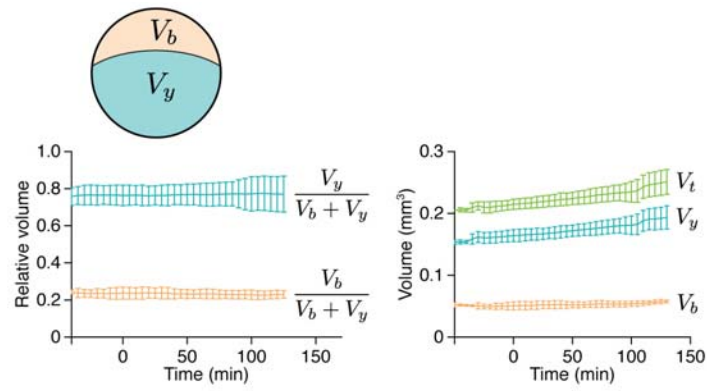 V_b
V_y
Relative volume
1.0
0.8
0.6
0.4
0.2
0
0 50 100 150
Time (min)
V_y
V_b + V_y
V_b
V_b + V_y
Volume (mm³)
0.3
0.2
0.1
0
0 50 100 150
Time (min)
V_t
V_y
V_b